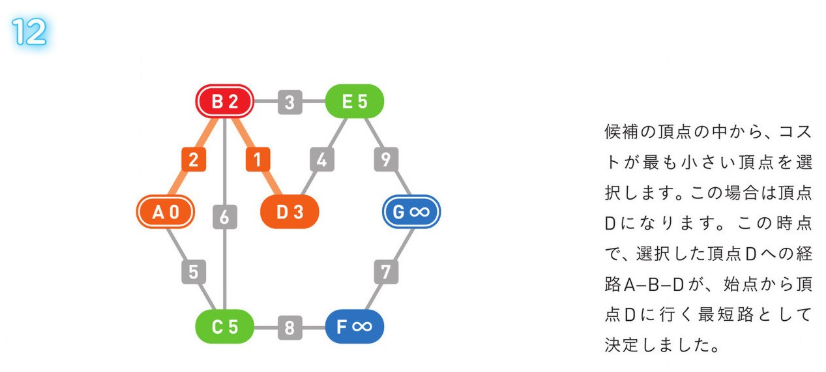 12
B 2
3
E 5
2
1
4
9
A 0
6
D 3
G ∞
5
7
C 5
8
F ∞
候補の頂点の中から、コス
トが最も小さい頂点を選
択します。この場合は頂点
Dになります。この時点
で、選択した頂点Dへの経
路A–B–Dが、始点から頂
点Dに行く最短路として
決定しました。